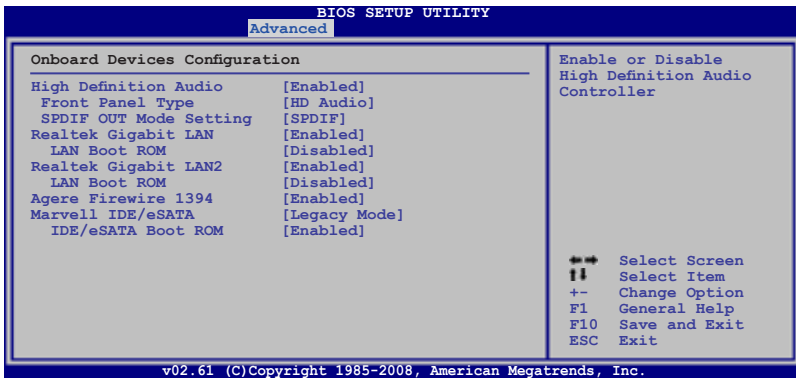 BIOS SETUP UTILITY
Advanced
Onboard Devices Configuration
High Definition Audio [Enabled]
Front Panel Type [HD Audio]
SPDIF OUT Mode Setting [SPDIF]
Realtek Gigabit LAN [Enabled]
LAN Boot ROM [Disabled]
Realtek Gigabit LAN2 [Enabled]
LAN Boot ROM [Disabled]
Agere Firewire 1394 [Enabled]
Marvell IDE/eSATA [Legacy Mode]
IDE/eSATA Boot ROM [Enabled]
Enable or Disable
High Definition Audio
Controller
←→ Select Screen
↑↓ Select Item
+- Change Option
F1 General Help
F10 Save and Exit
ESC Exit
v02.61 (C)Copyright 1985-2008, American Megatrends, Inc.